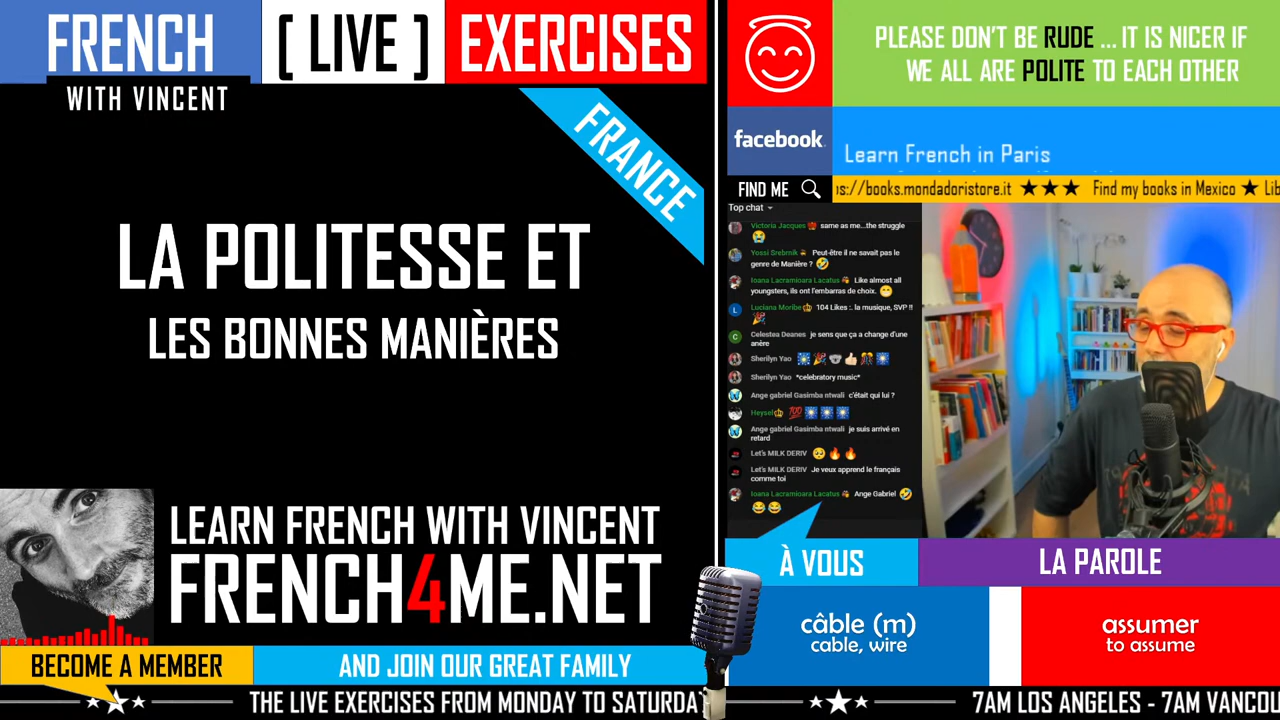 FRENCH
WITH VINCENT
[ LIVE ]
EXERCISES
FRANCE
LA POLITESSE ET
LES BONNES MANIÈRES
LEARN FRENCH WITH VINCENT
FRENCH4ME.NET
BECOME A MEMBER
AND JOIN OUR GREAT FAMILY
THE LIVE EXERCISES FROM MONDAY TO SATURDAY
PLEASE DON'T BE RUDE ... IT IS NICER IF
WE ALL ARE POLITE TO EACH OTHER
facebook.
Learn French in Paris
FIND ME
s://books.mondadoristore.it ★★★ Find my books in Mexico ★ Lib
Top chat
Victoria Jacques same as me...the struggle
😭
Yossi Srebrnik Peut-être il ne savait pas le
genre de Manière ? 🤣
Ioana Lacramioara Lacatus Like almost all
youngsters, ils ont l'embarras de choix. 😁
Luciana Moribe 104 Likes :. la musique, SVP !!
🎉
Celestea Deanes je sens que ça a change d'une
anère
Sherilyn Yao
Sherilyn Yao *celebratory music*
Ange gabriel Gasimba ntwali c'était qui lui ?
Heysel 💯
Ange gabriel Gasimba ntwali je suis arrivé en
retard
Let's MILK DERIV 🥺🔥🔥
Let's MILK DERIV Je veux apprend le français
comme toi
Ioana Lacramioara Lacatus Ange Gabriel 🤣
😂😂
À VOUS
LA PAROLE
câble (m)
cable, wire
assumer
to assume
7AM LOS ANGELES - 7AM VANCOU